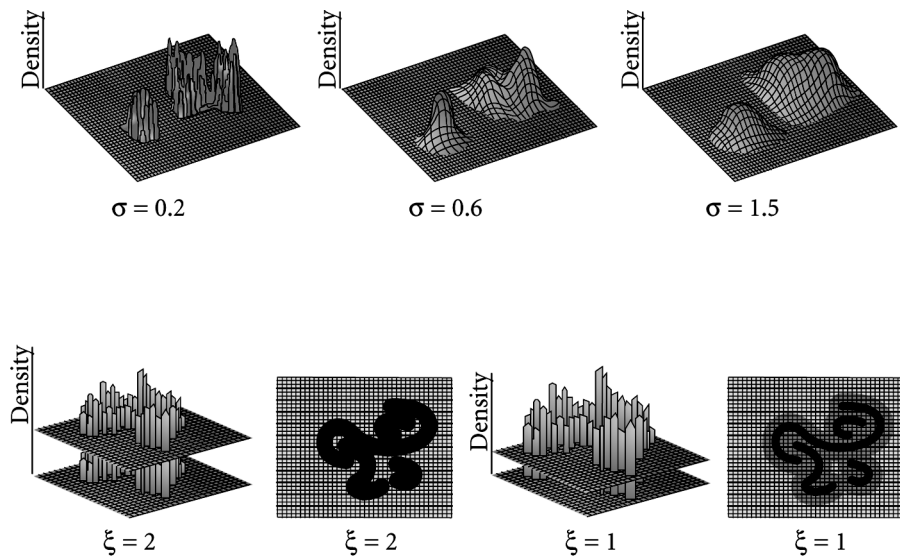 Density
Density
Density
σ = 0.2
σ = 0.6
σ = 1.5
Density
Density
ξ = 2
ξ = 2
ξ = 1
ξ = 1